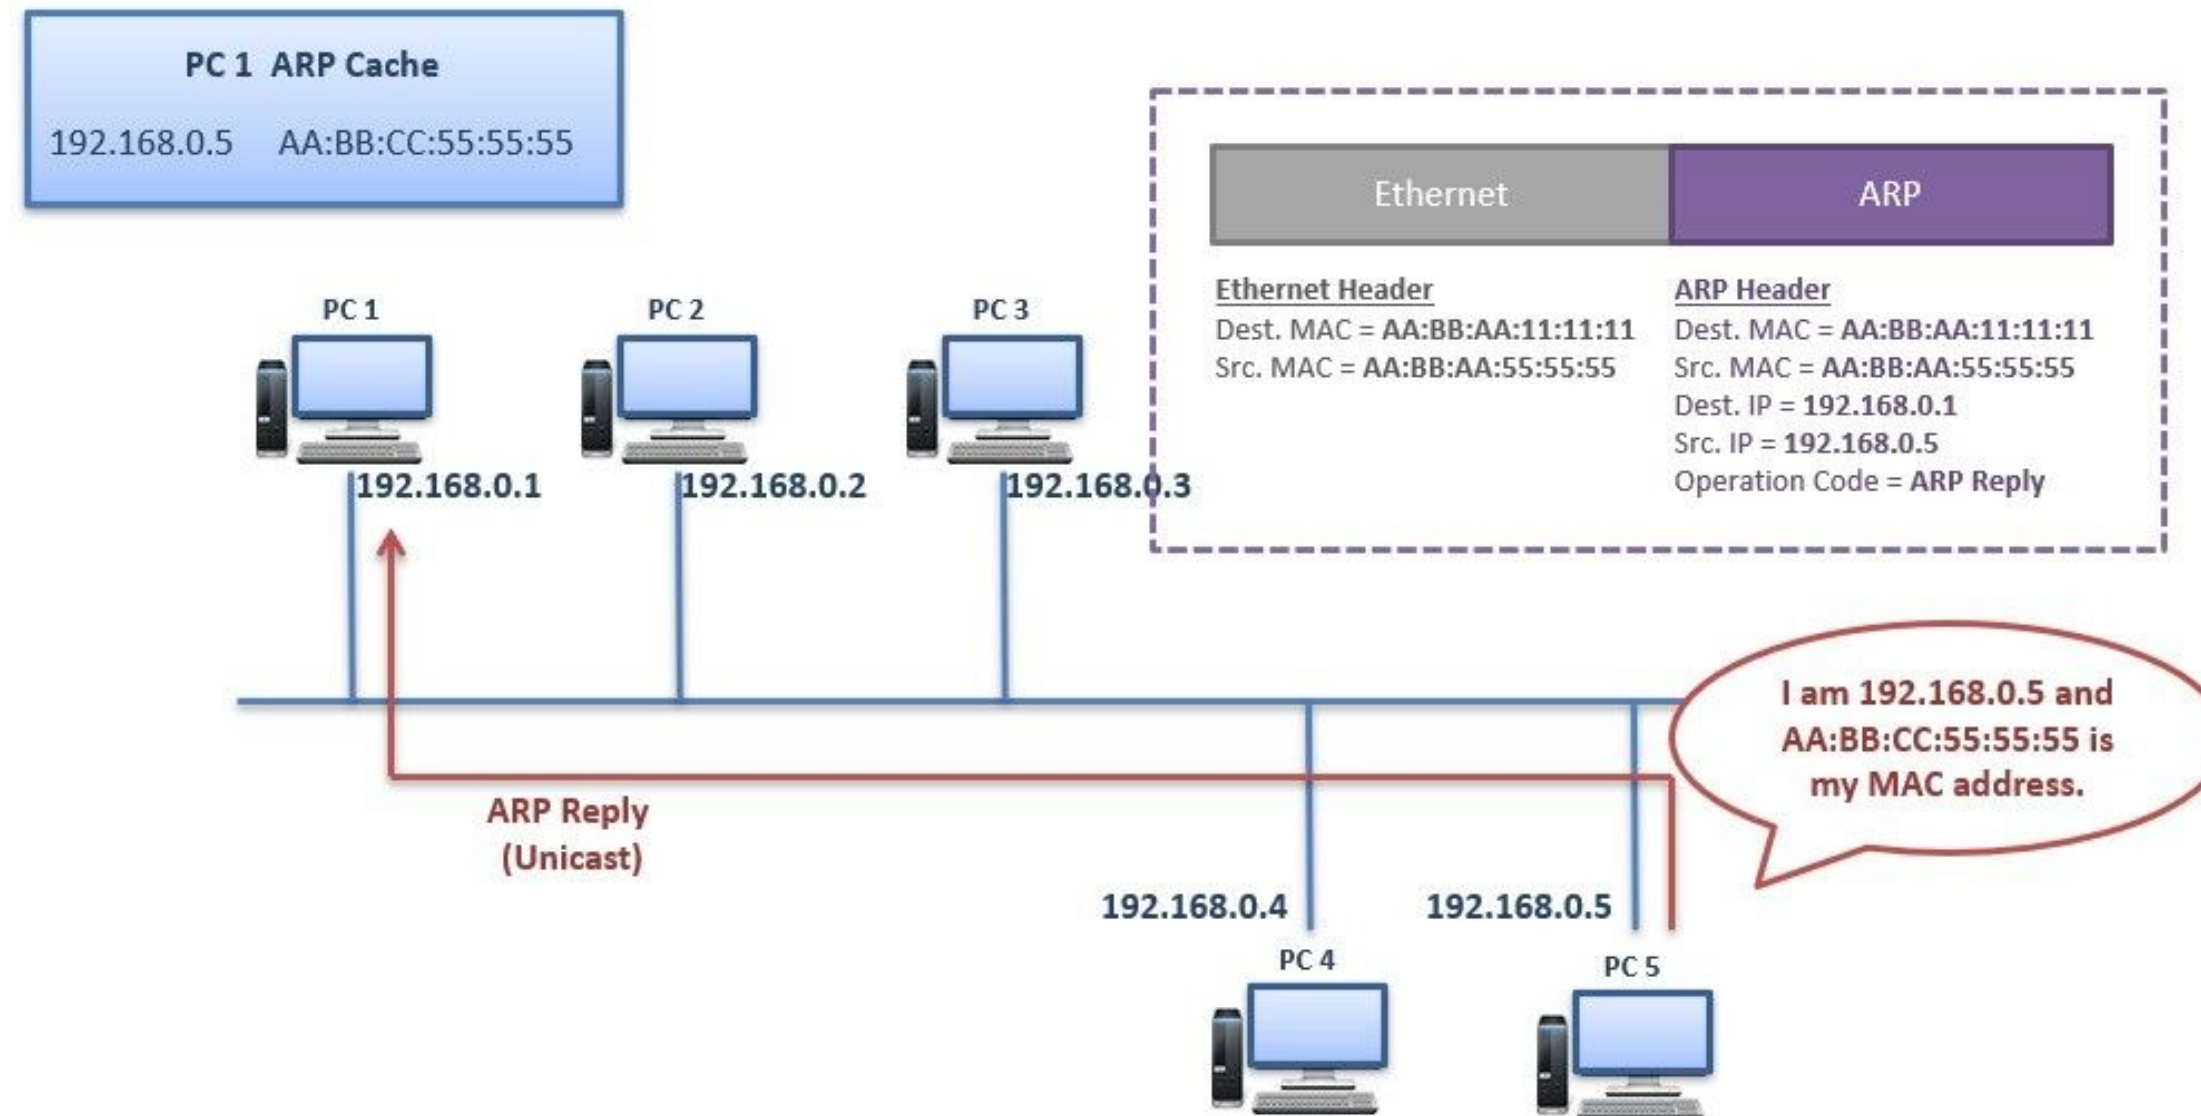 PC 1 ARP Cache
192.168.0.5 AA:BB:CC:55:55:55
Ethernet
ARP
Ethernet Header
Dest. MAC = AA:BB:AA:11:11:11
Src. MAC = AA:BB:AA:55:55:55
ARP Header
Dest. MAC = AA:BB:AA:11:11:11
Src. MAC = AA:BB:AA:55:55:55
Dest. IP = 192.168.0.1
Src. IP = 192.168.0.5
Operation Code = ARP Reply
PC 1
PC 2
PC 3
192.168.0.1
192.168.0.2
192.168.0.3
I am 192.168.0.5 and
AA:BB:CC:55:55:55 is
my MAC address.
ARP Reply
(Unicast)
192.168.0.4
192.168.0.5
PC 4
PC 5